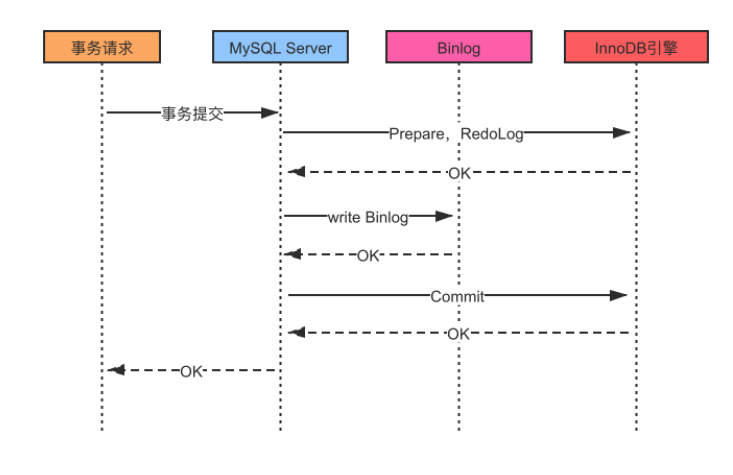 事务请求
MySQL Server
Binlog
InnoDB引擎
事务提交
Prepare，RedoLog
OK
write Binlog
OK
Commit
OK
OK